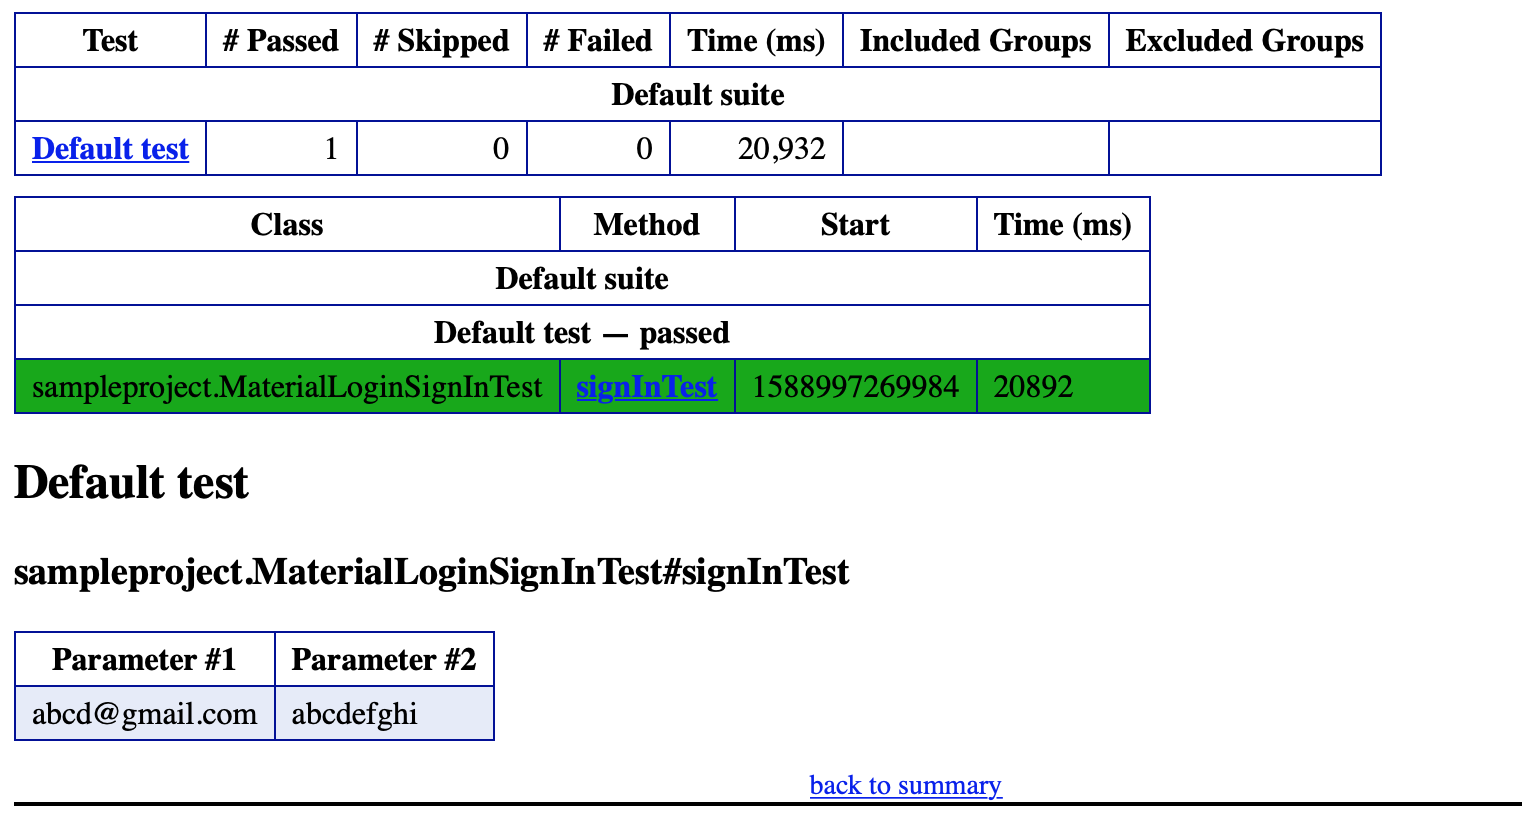 Test # Passed # Skipped # Failed Time (ms) Included Groups Excluded Groups
Default suite
Default test 1 0 0 20,932
Class Method Start Time (ms)
Default suite
Default test — passed
sampleproject.MaterialLoginSignInTest signInTest 1588997269984 20892
Default test
sampleproject.MaterialLoginSignInTest#signInTest
Parameter #1 Parameter #2
abcd@gmail.com abcdefghi
back to summary